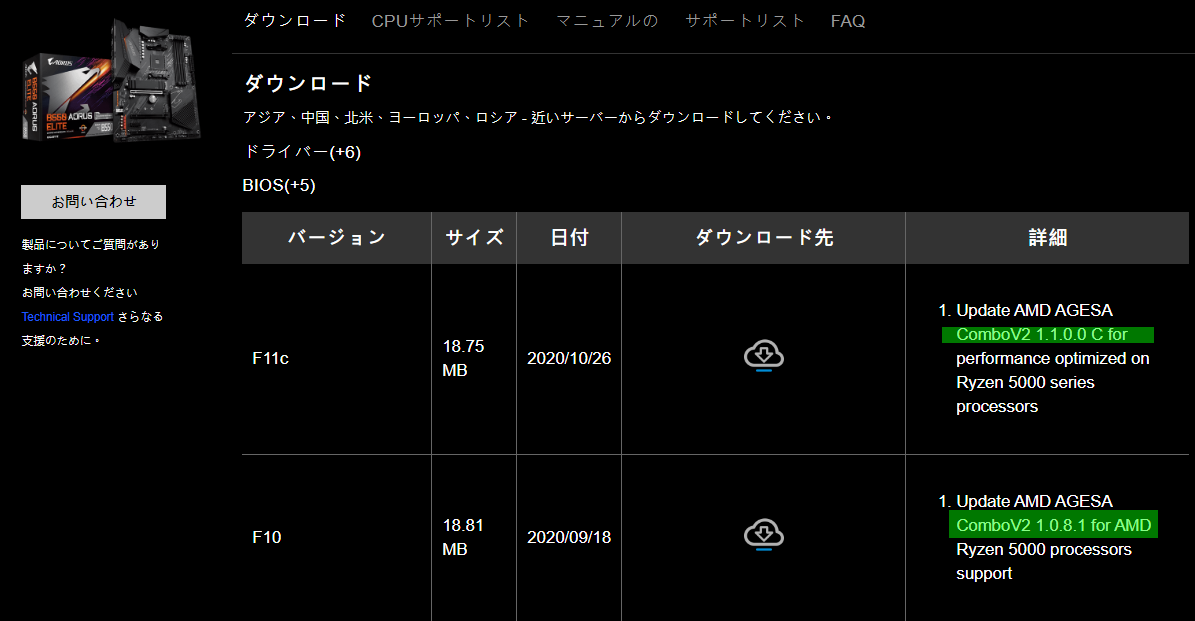 ダウンロード CPUサポートリスト マニュアルの サポートリスト FAQ
AORUS
B550 AORUS ELITE
B550 AORUS
ELITE
お問い合わせ
製品についてご質問があり
ますか？
お問い合わせください
Technical Support さらなる
支援のために。
ダウンロード
アジア、中国、北米、ヨーロッパ、ロシア - 近いサーバーからダウンロードしてください。
ドライバー(+6)
BIOS(+5)
バージョン サイズ 日付 ダウンロード先 詳細
F11c
18.75
MB
2020/10/26
1. Update AMD AGESA
ComboV2 1.1.0.0 C for
performance optimized on
Ryzen 5000 series
processors
F10
18.81
MB
2020/09/18
1. Update AMD AGESA
ComboV2 1.0.8.1 for AMD
Ryzen 5000 processors
support